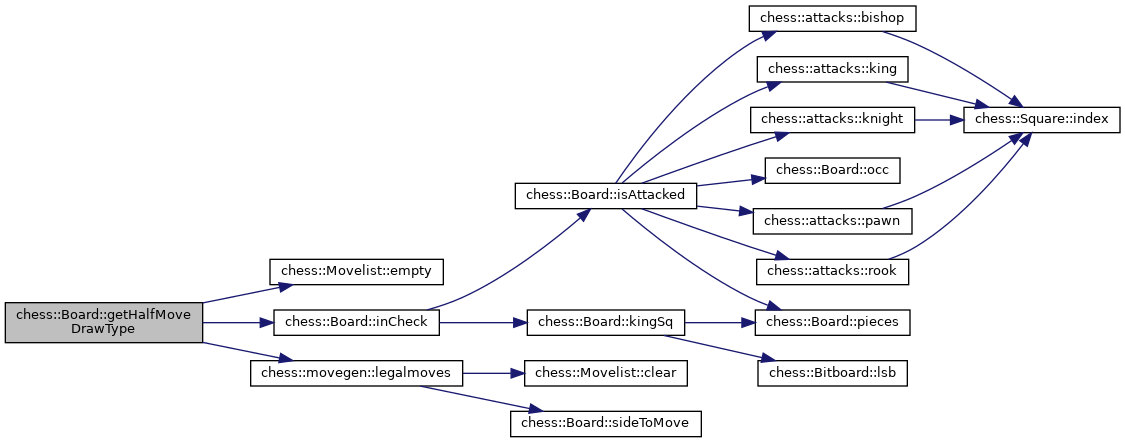 chess::attacks::bishop
chess::attacks::king
chess::attacks::knight
chess::Square::index
chess::Board::occ
chess::Board::isAttacked
chess::attacks::pawn
chess::attacks::rook
chess::Movelist::empty
chess::Board::getHalfMove
DrawType
chess::Board::inCheck
chess::Board::kingSq
chess::Board::pieces
chess::movegen::legalmoves
chess::Movelist::clear
chess::Bitboard::lsb
chess::Board::sideToMove